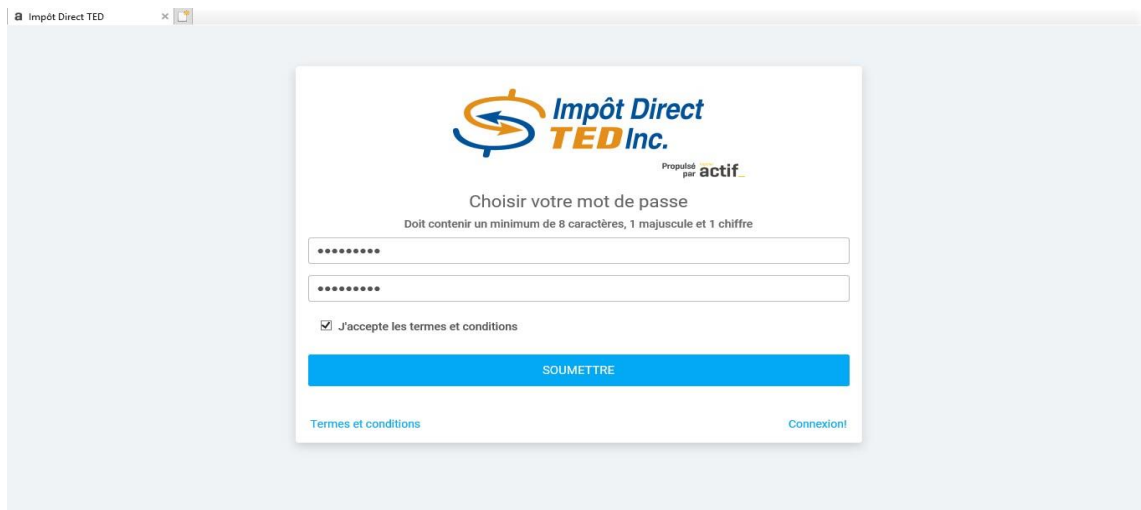 a Impôt Direct TED
Impôt Direct
TED Inc.
Propulsé
par actif_
Choisir votre mot de passe
Doit contenir un minimum de 8 caractères, 1 majuscule et 1 chiffre
•••••••••
•••••••••
J'accepte les termes et conditions
SOUMETTRE
Termes et conditions Connexion!